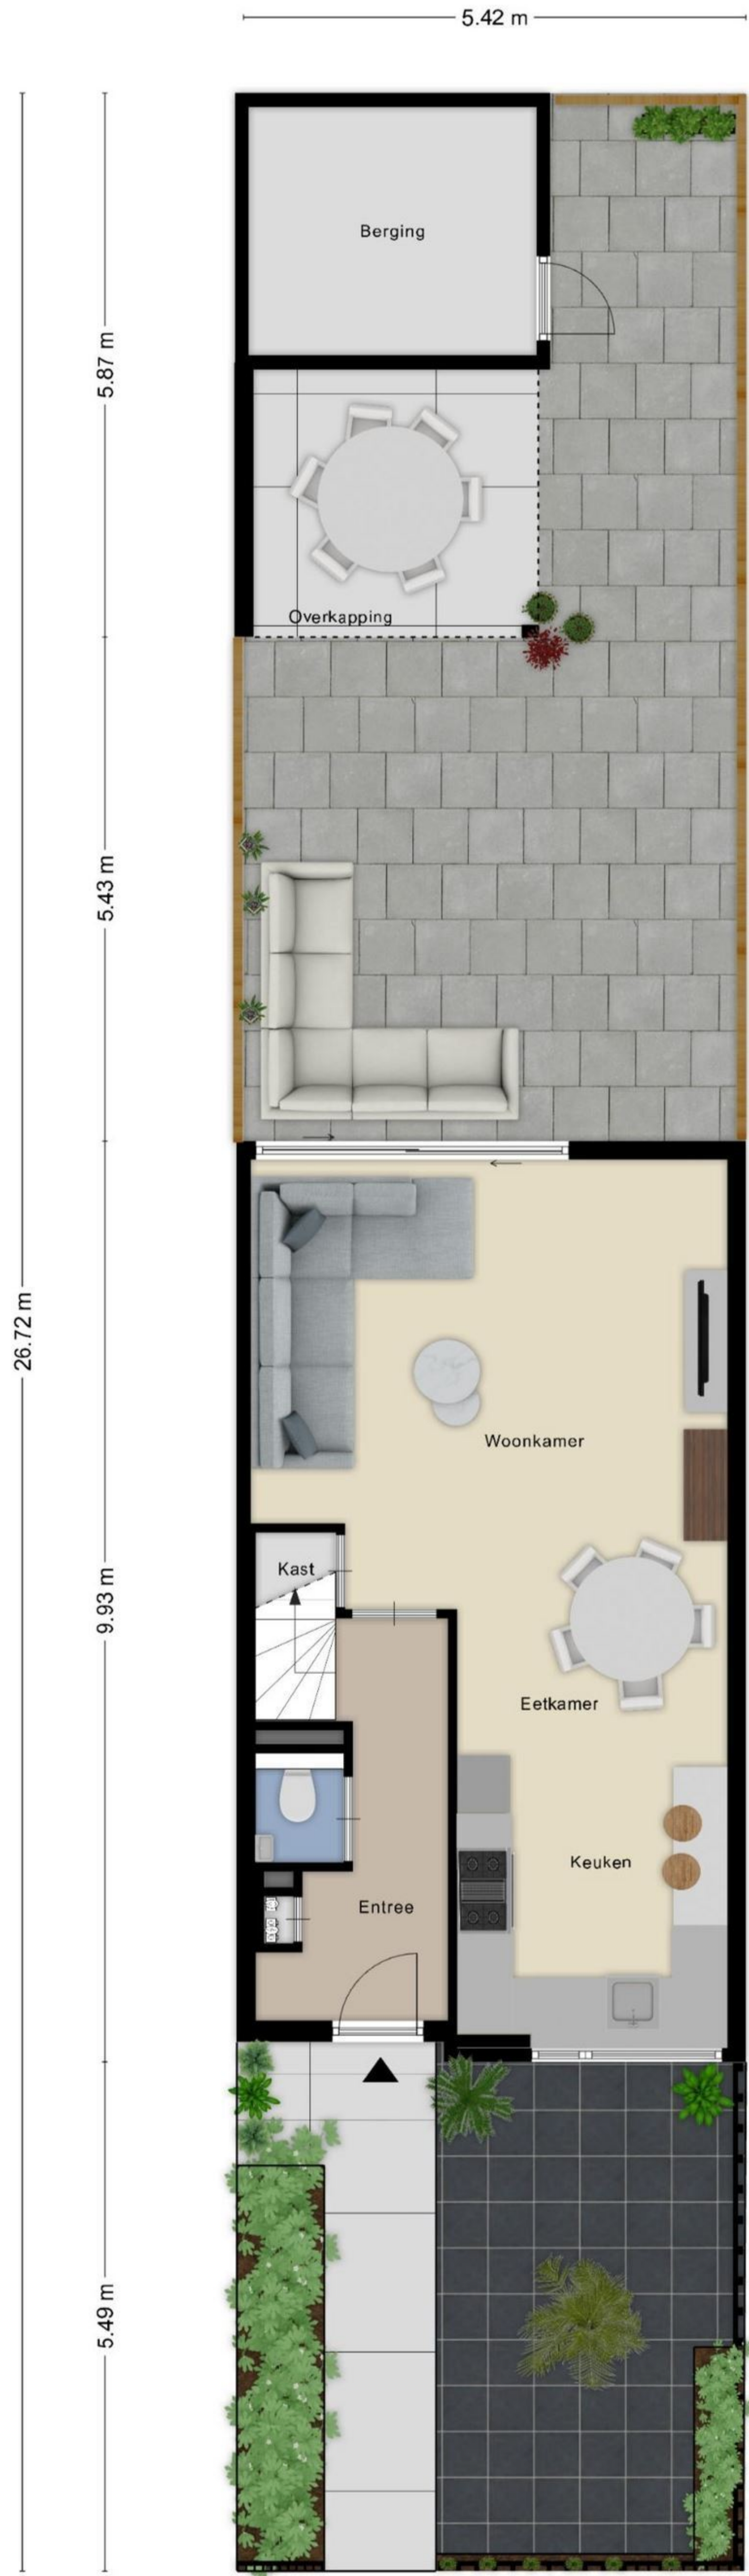 5.42 m
Berging
5.87 m
Overkapping
5.43 m
26.72 m
Woonkamer
Kast
9.93 m
Eetkamer
Keuken
Entree
5.49 m